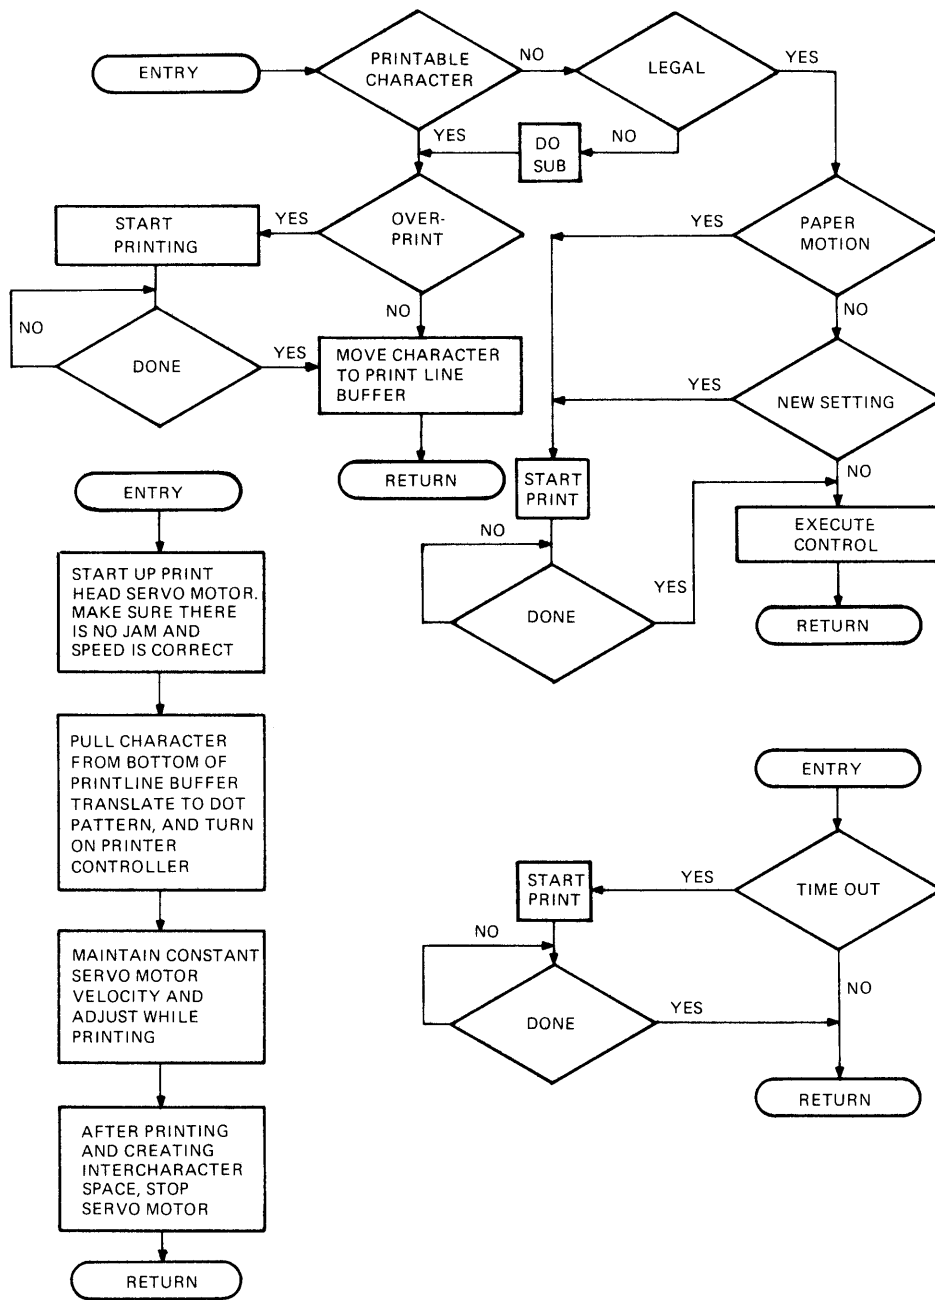 ENTRY
PRINTABLE
CHARACTER
NO
LEGAL
YES
YES
DO
SUB
NO
START
PRINTING
YES
OVER-
PRINT
YES
PAPER
MOTION
NO
NO
NO
DONE
YES
MOVE CHARACTER
TO PRINT LINE
BUFFER
YES
NEW SETTING
RETURN
NO
START
PRINT
EXECUTE
CONTROL
NO
DONE
YES
RETURN
ENTRY
START UP PRINT
HEAD SERVO MOTOR.
MAKE SURE THERE
IS NO JAM AND
SPEED IS CORRECT
PULL CHARACTER
FROM BOTTOM OF
PRINTLINE BUFFER
TRANSLATE TO DOT
PATTERN, AND TURN
ON PRINTER
CONTROLLER
MAINTAIN CONSTANT
SERVO MOTOR
VELOCITY AND
ADJUST WHILE
PRINTING
AFTER PRINTING
AND CREATING
INTERCHARACTER
SPACE, STOP
SERVO MOTOR
RETURN
ENTRY
START
PRINT
YES
TIME OUT
NO
NO
DONE
YES
RETURN